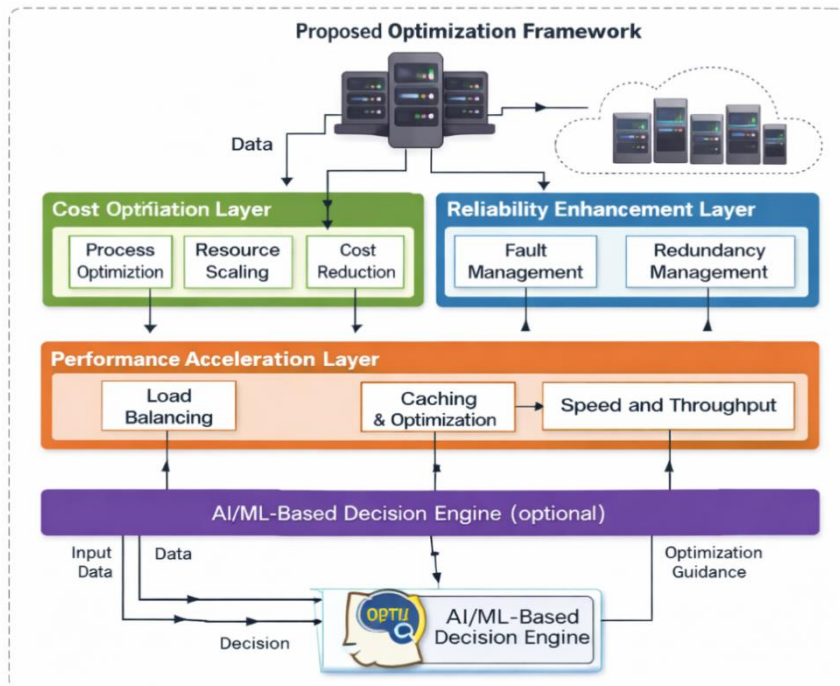 Proposed Optimization Framework
Data
Cost Optifiation Layer
Process
Optimiztion
Resource
Scaling
Cost
Reduction
Reliability Enhancement Layer
Fault
Management
Redundancy
Management
Performance Acceleration Layer
Load
Balancing
Caching
& Optimization
Speed and Throughput
AI/ML-Based Decision Engine (optional)
Input
Data
Data
Optimization
Guidance
Decision
AI/ML-Based
Decision Engine